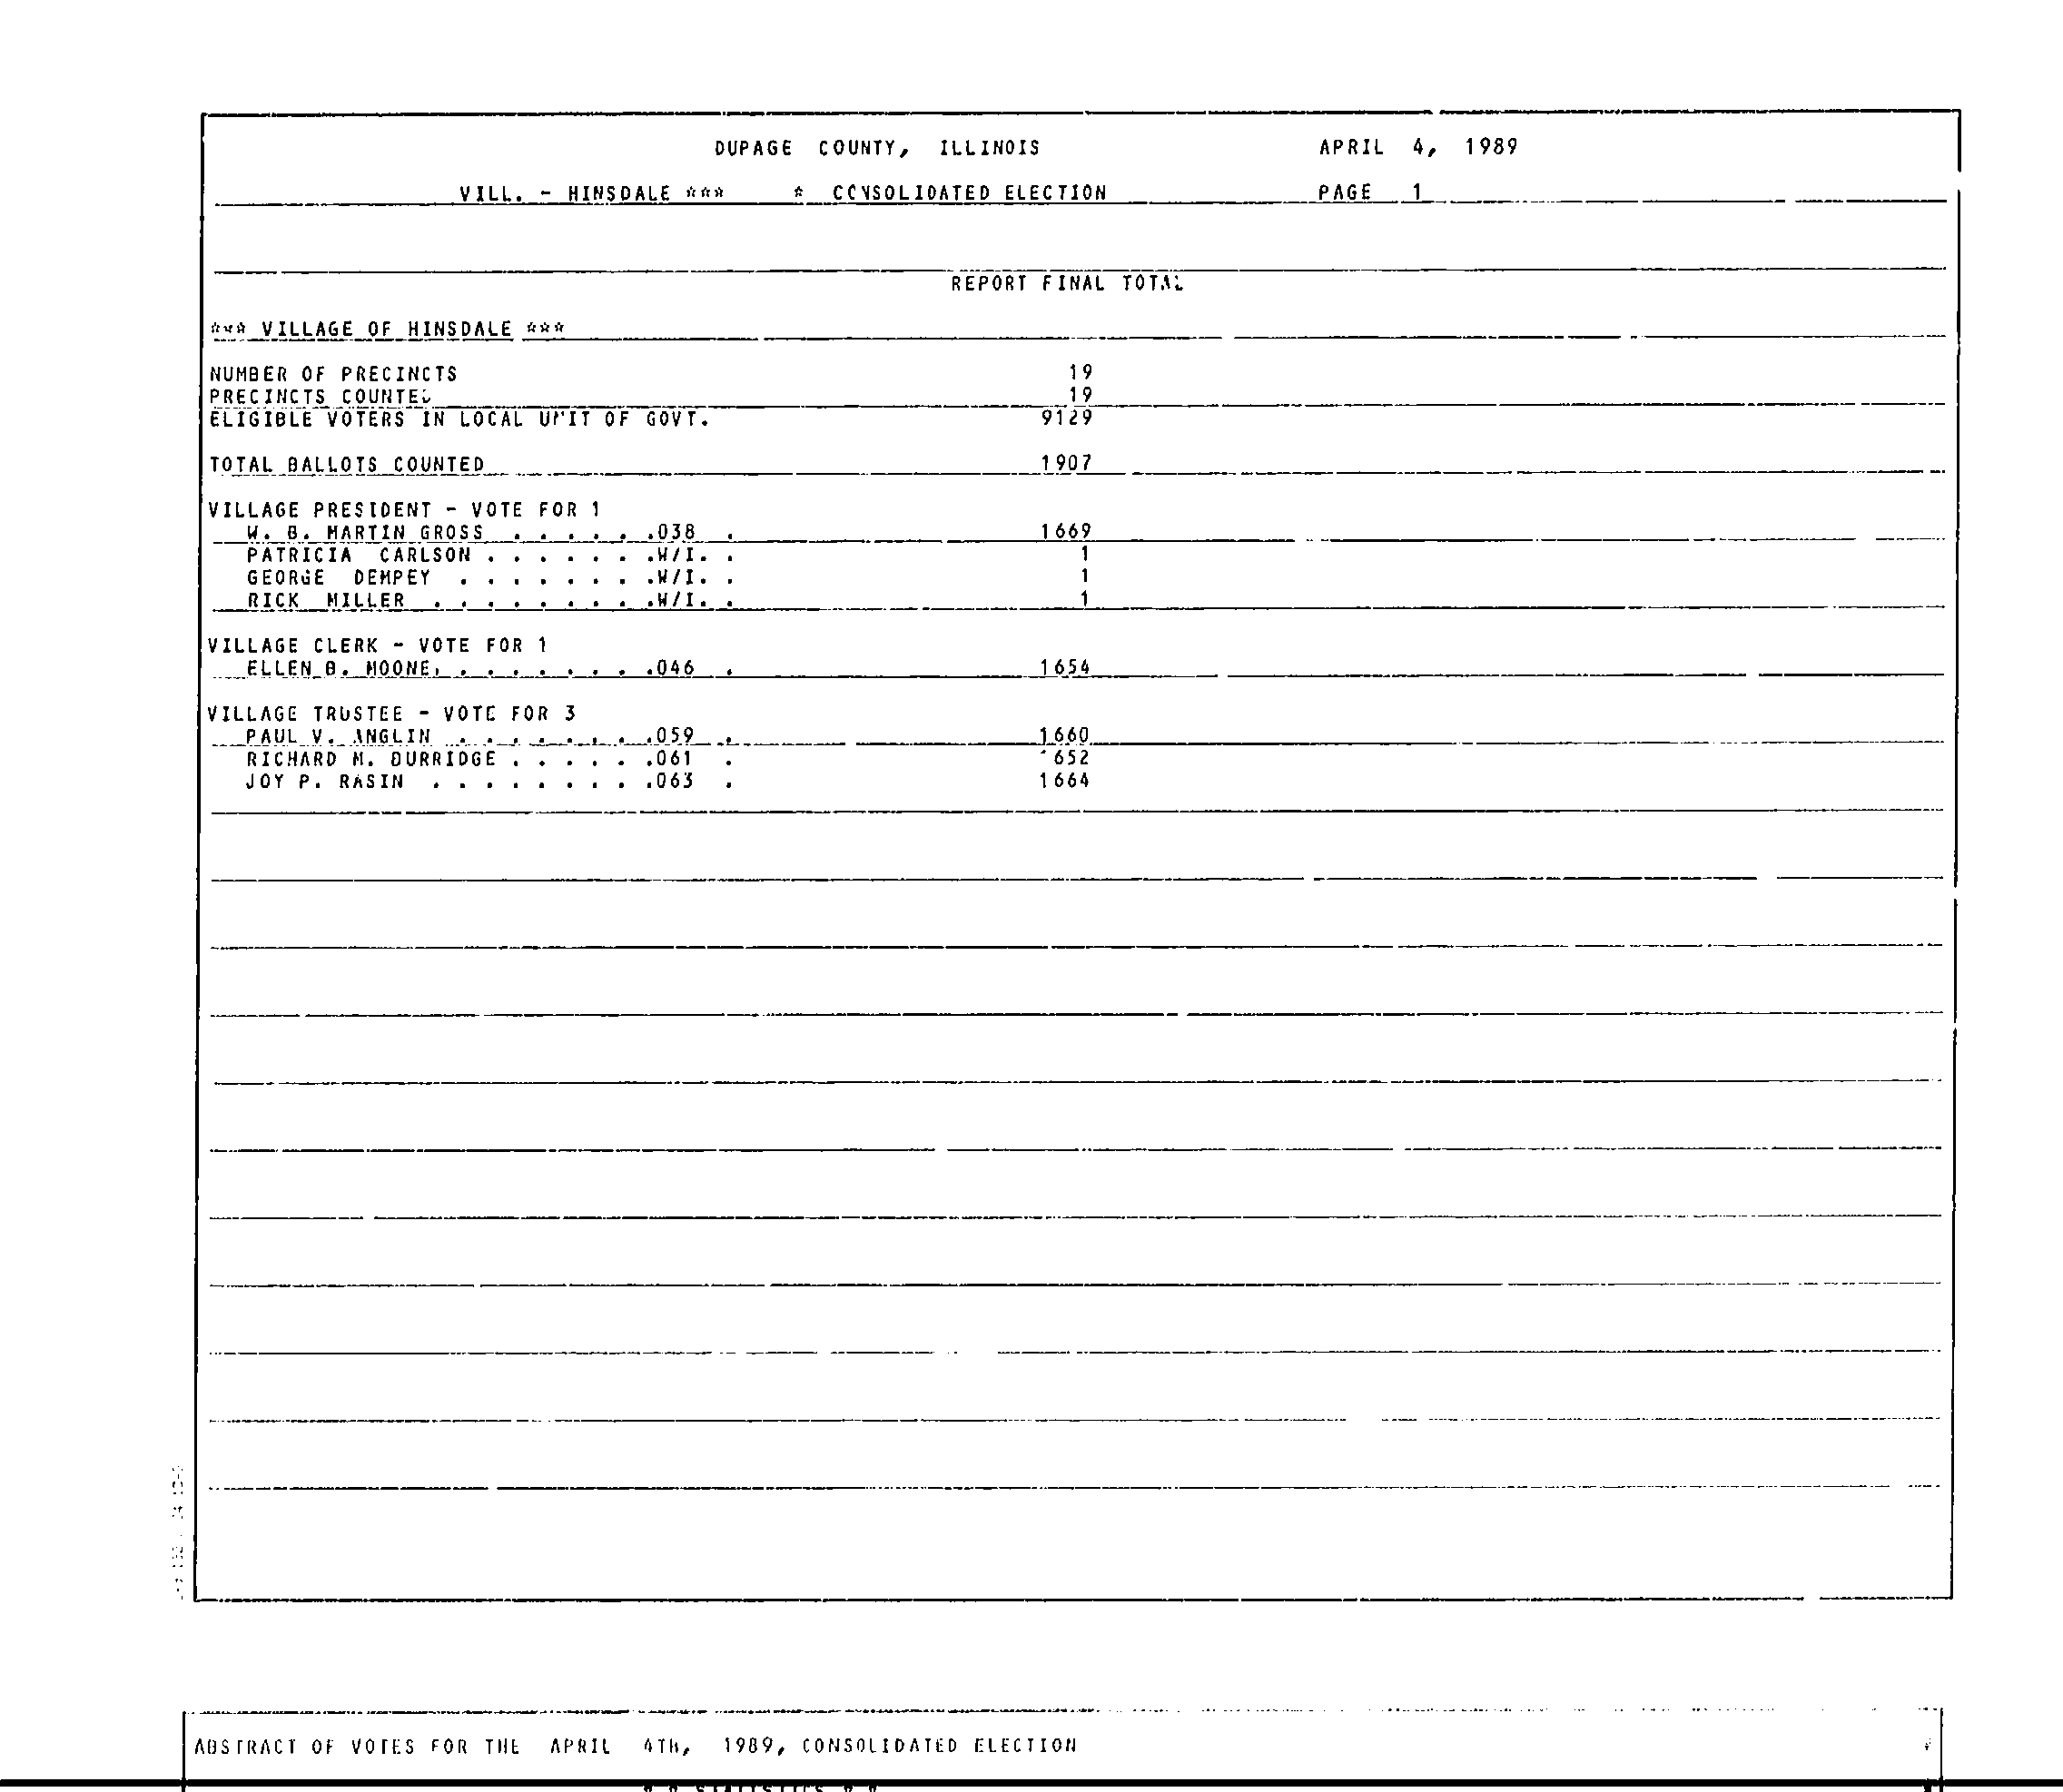 DUPAGE COUNTY, ILLINOIS APRIL 4, 1989
VILL. - HINSDALE *** * CONSOLIDATED ELECTION PAGE 1
REPORT FINAL TOTAL
*** VILLAGE OF HINSDALE ***
NUMBER OF PRECINCTS 19
PRECINCTS COUNTED 19
ELIGIBLE VOTERS IN LOCAL UNIT OF GOVT. 9129
TOTAL BALLOTS COUNTED 1907
VILLAGE PRESIDENT - VOTE FOR 1
W. B. MARTIN GROSS . . . . . .038 . 1669
PATRICIA CARLSON . . . . . . .W/I. . 1
GEORGE DEMPEY . . . . . . . .W/I. . 1
RICK MILLER . . . . . . . . .W/I. . 1
VILLAGE CLERK - VOTE FOR 1
ELLEN B. . . . . . . . .046 . 1654
VILLAGE TRUSTEE - VOTE FOR 3
PAUL V. ANGLIN . . . . . . . .059 . 1660
RICHARD M. BURRIDGE . . . . . .061 . 1652
JOY P. RASIN . . . . . . . . .063 . 1664
ABSTRACT OF VOTES FOR THE APRIL 4TH, 1989, CONSOLIDATED ELECTION